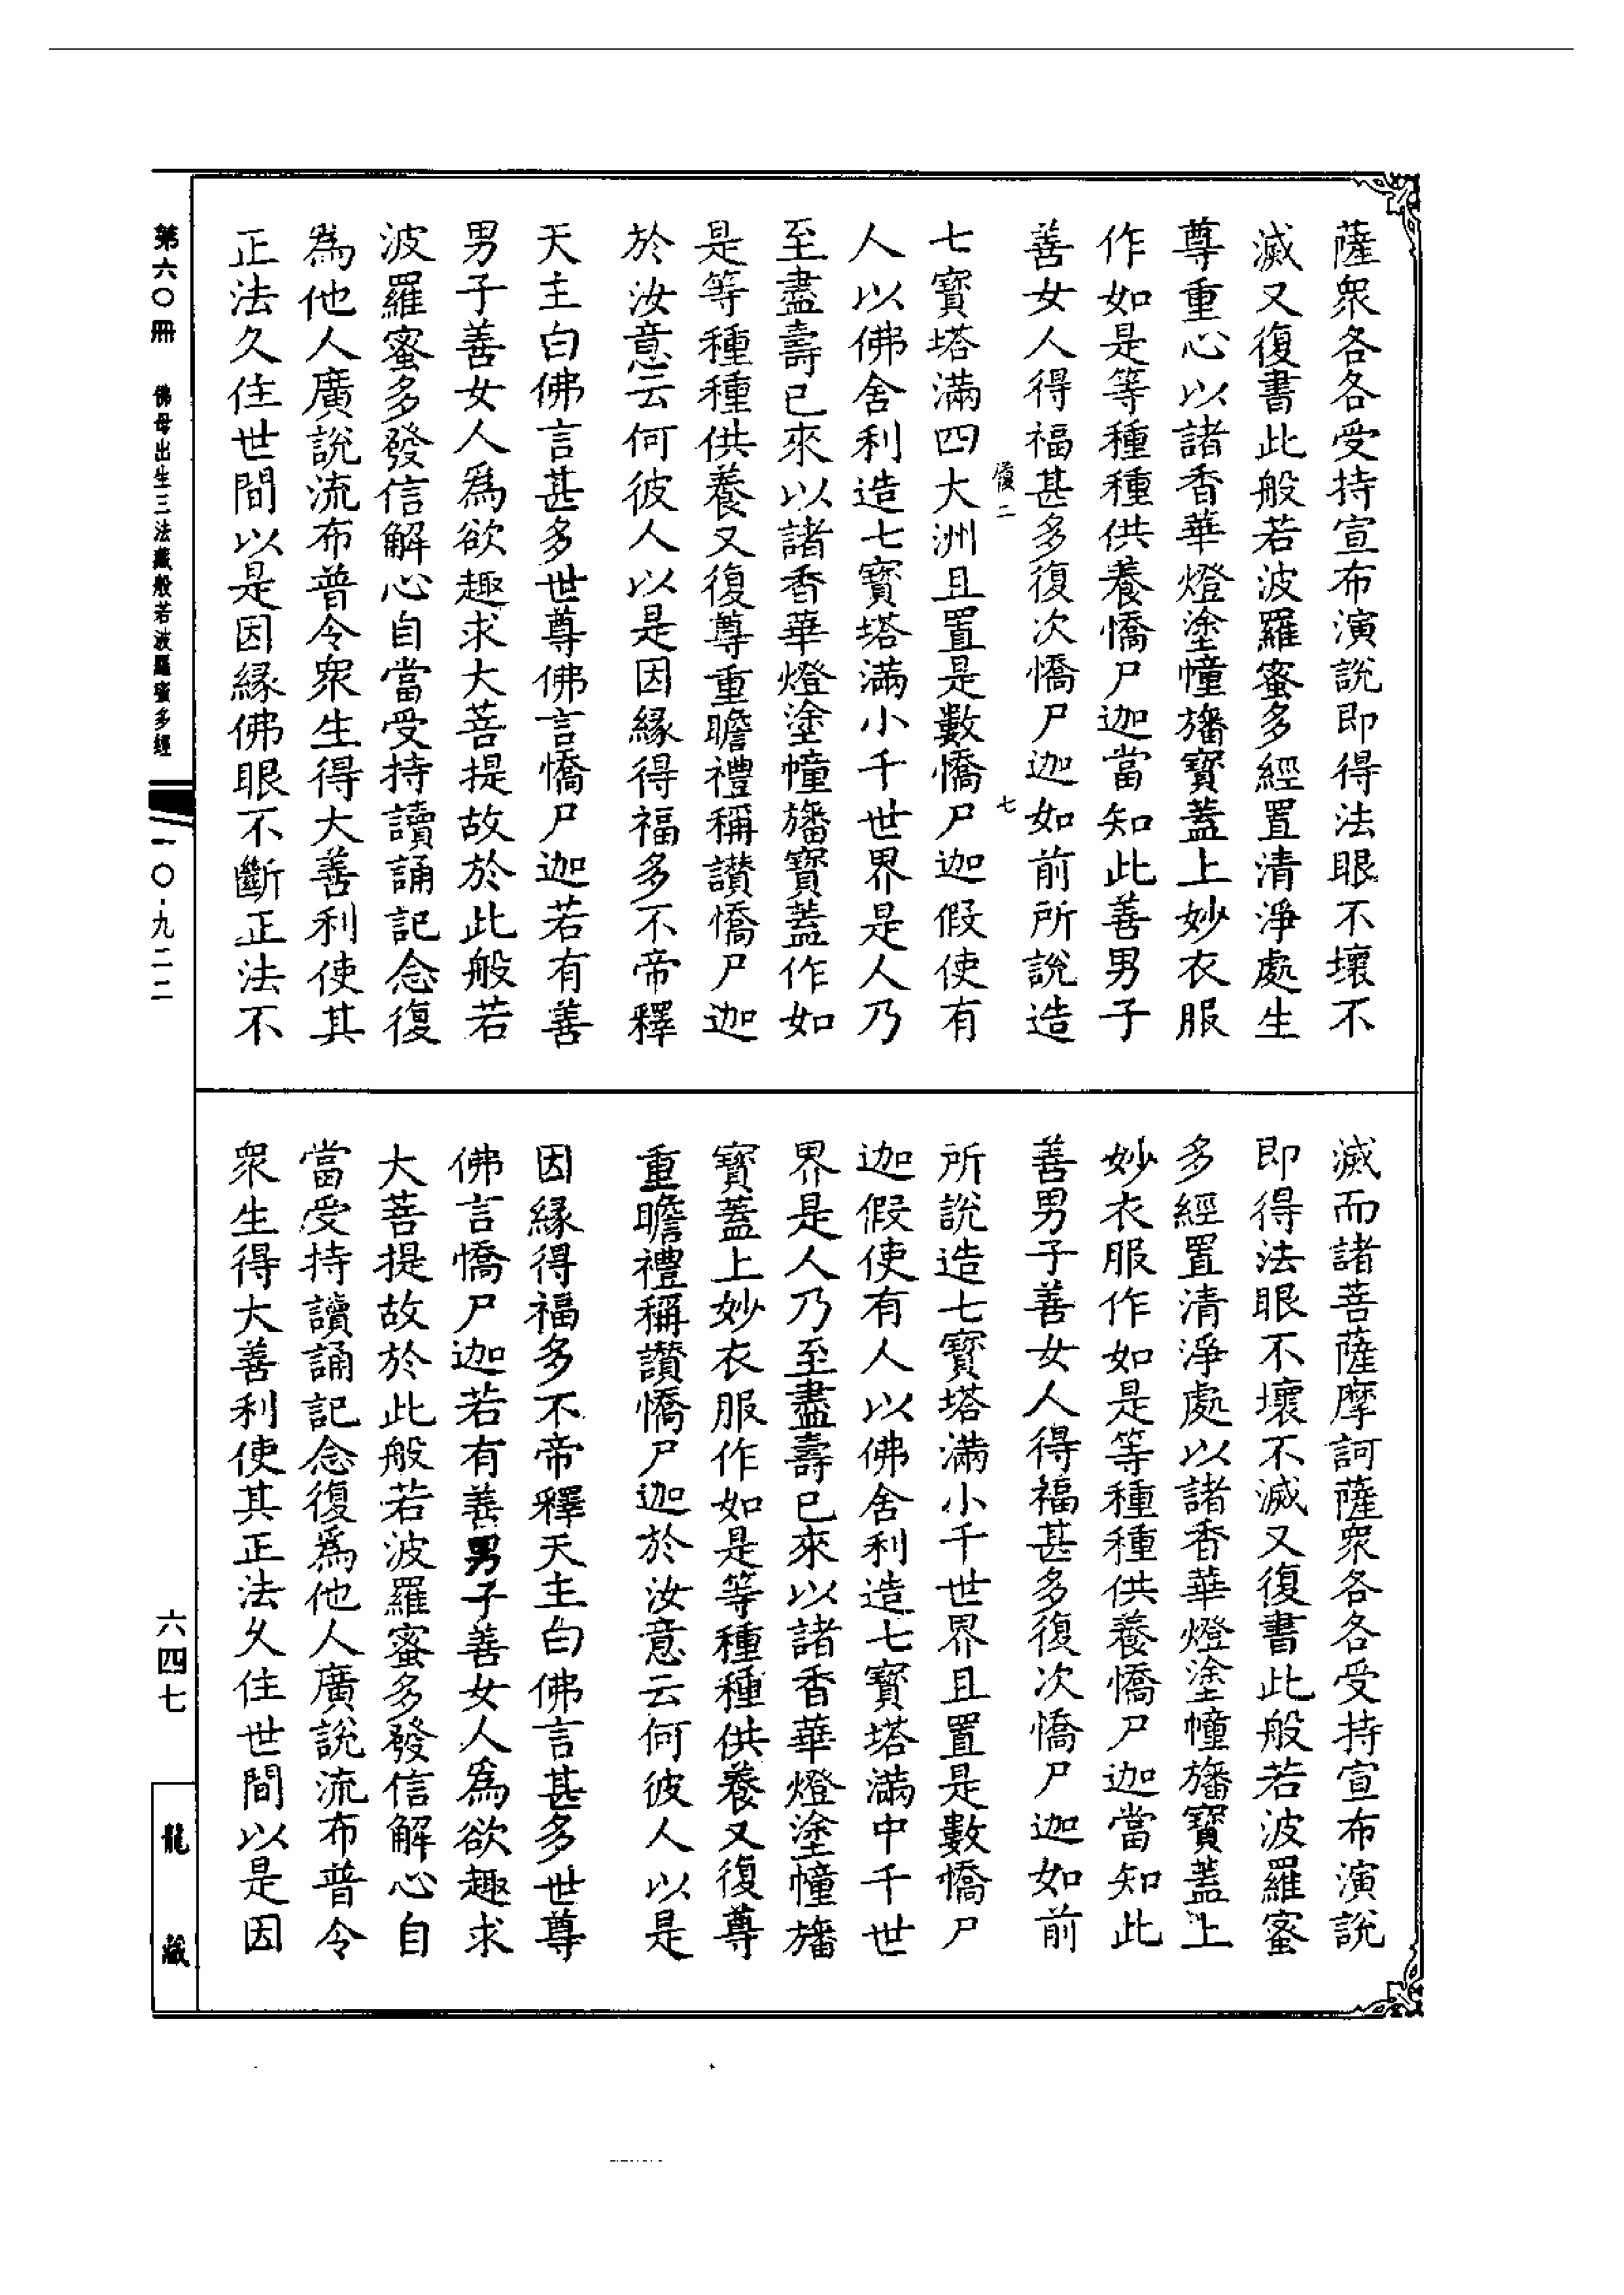 薩衆各各受持宣布演說即得法眼不壞不
滅又復書此般若波羅蜜多經置清淨處生
尊重心以諸香華燈塗幢旛寶蓋上妙衣服
作如是等種種供養憍尸迦當知此善男子
善女人得福甚多復次憍尸迦如前所說造
七
七寶塔滿四大洲且置是數憍尸迦假使有
人以佛舍利造七寶塔滿小千世界是人乃
至盡壽已來以諸香華燈塗幢旛寶蓋作如
是等種種供養又復尊重瞻禮稱讃憍尸迦
於汝意云何彼人以是因緣得福多不帝釋
天主白佛言甚多世尊佛言憍尸迦若有善
男子善女人爲欲趣求大菩提故於此般若
波羅蜜多發信解心自當受持讀誦記念復
為他人廣說流布普令衆生得大善利使其
正法久住世間以是因緣佛眼不斷正法不
滅而諸菩薩摩訶薩衆各各受持宣布演說
即得法眼不壞不滅又復書此般若波羅蜜
多經置清淨處以諸香華燈塗幢旛寶蓋上
妙衣服作如是等種種供養憍尸迦當知此
善男子善女人得福甚多復次憍尸迦如前
所說造七寶塔滿小千世界且置是數憍尸
迦假使有人以佛舍利造七寶塔滿中千世
界是人乃至盡壽已來以諸香華燈塗幢旛
寶蓋上妙衣服作如是等種種供養又復尊
重瞻禮稱讃憍尸迦於汝意云何彼人以是
因緣得福多不帝釋天主白佛言甚多世尊
佛言憍尸迦若有善男子善女人為欲趣求
大菩提故於此般若波羅蜜多發信解心自
當受持讀誦記念復爲他人廣說流布普令
衆生得大善利使其正法久住世間以是因
第六〇冊 佛母出生三法藏般若波羅蜜多經
一〇·九二二
六四七
龍藏